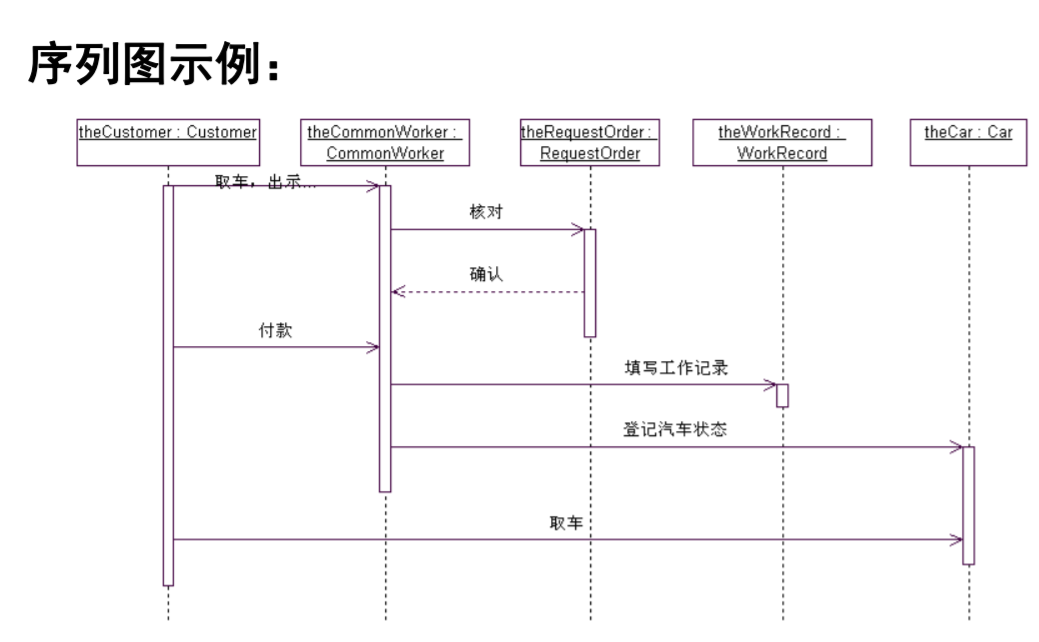 序列图示例：
theCustomer : Customer
theCommonWorker :
CommonWorker
theRequestOrder :
RequestOrder
theWorkRecord :
WorkRecord
theCar : Car
取车，出示...
核对
确认
付款
填写工作记录
登记汽车状态
取车